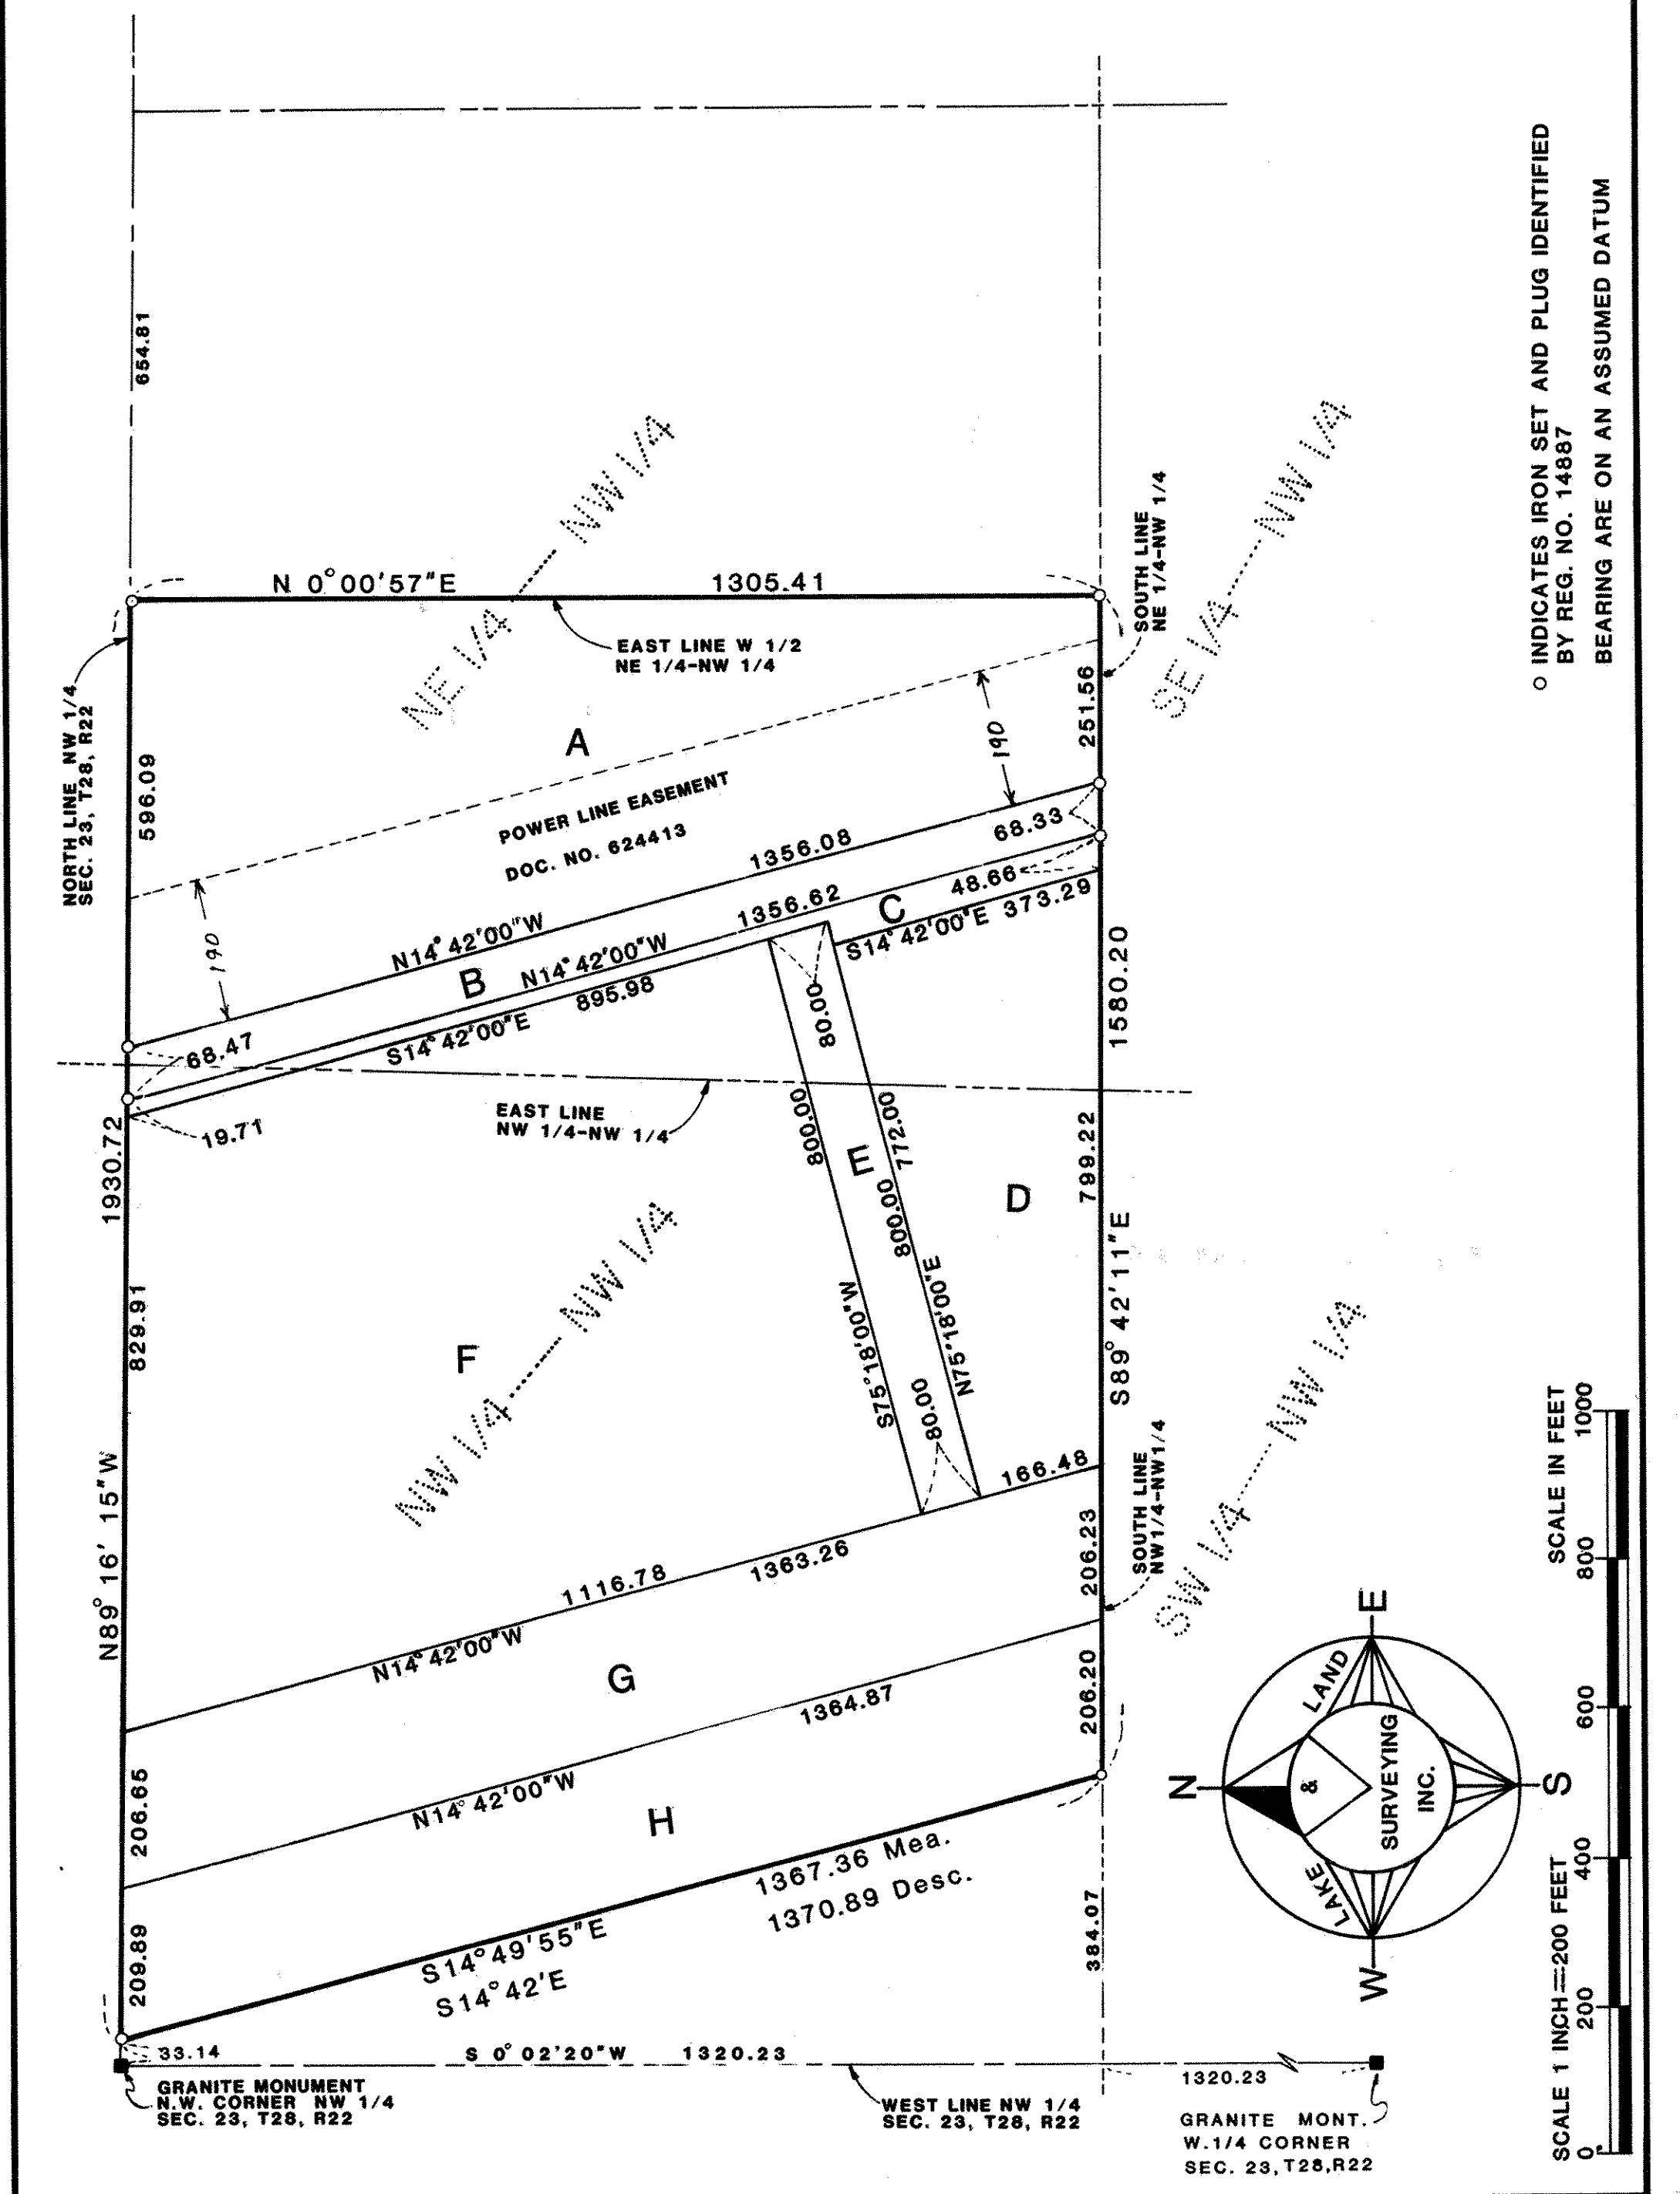 654.81
N 0°00'57"E 1305.41
EAST LINE W 1/2
NE 1/4-NW 1/4
NE 1/4 NW 1/4
NORTH LINE NW 1/4
SEC. 23, T28, R22
596.09
A
POWER LINE EASEMENT
DOC. NO. 624413
190
190
251.56
SOUTH LINE
NE 1/4-NW 1/4
SE 1/4 NW 1/4
N14°42'00"W 1356.08
68.33
B
N14°42'00"W 1356.62
48.66
C
S14°42'00"E 373.29
S14°42'00"E 895.98
68.47
19.71
EAST LINE
NW 1/4-NW 1/4
80.00
800.00
E
772.00
800.00
D
1580.20
799.22
S89°42'11"E
1930.72
829.91
N89°16'15"W
F
NW 1/4 NW 1/4
S75°18'00"W
N75°18'00"E
80.00
166.48
1116.78
1363.26
N14°42'00"W
G
206.23
SOUTH LINE
NW1/4-NW1/4
SW 1/4 NW 1/4
206.65
N14°42'00"W
1364.87
206.20
H
209.89
1367.36 Mea.
1370.89 Desc.
S14°49'55"E
S14°42'E
384.07
33.14
S 0°02'20"W 1320.23
GRANITE MONUMENT
N.W. CORNER NW 1/4
SEC. 23, T28, R22
WEST LINE NW 1/4
SEC. 23, T28, R22
1320.23
GRANITE MONT.
W.1/4 CORNER
SEC. 23,T28,R22
O INDICATES IRON SET AND PLUG IDENTIFIED
BY REG. NO. 14887
BEARING ARE ON AN ASSUMED DATUM
N
E
S
W
LAKE
&
LAND
SURVEYING
INC.
SCALE 1 INCH=200 FEET SCALE IN FEET
0 200 400 600 800 1000